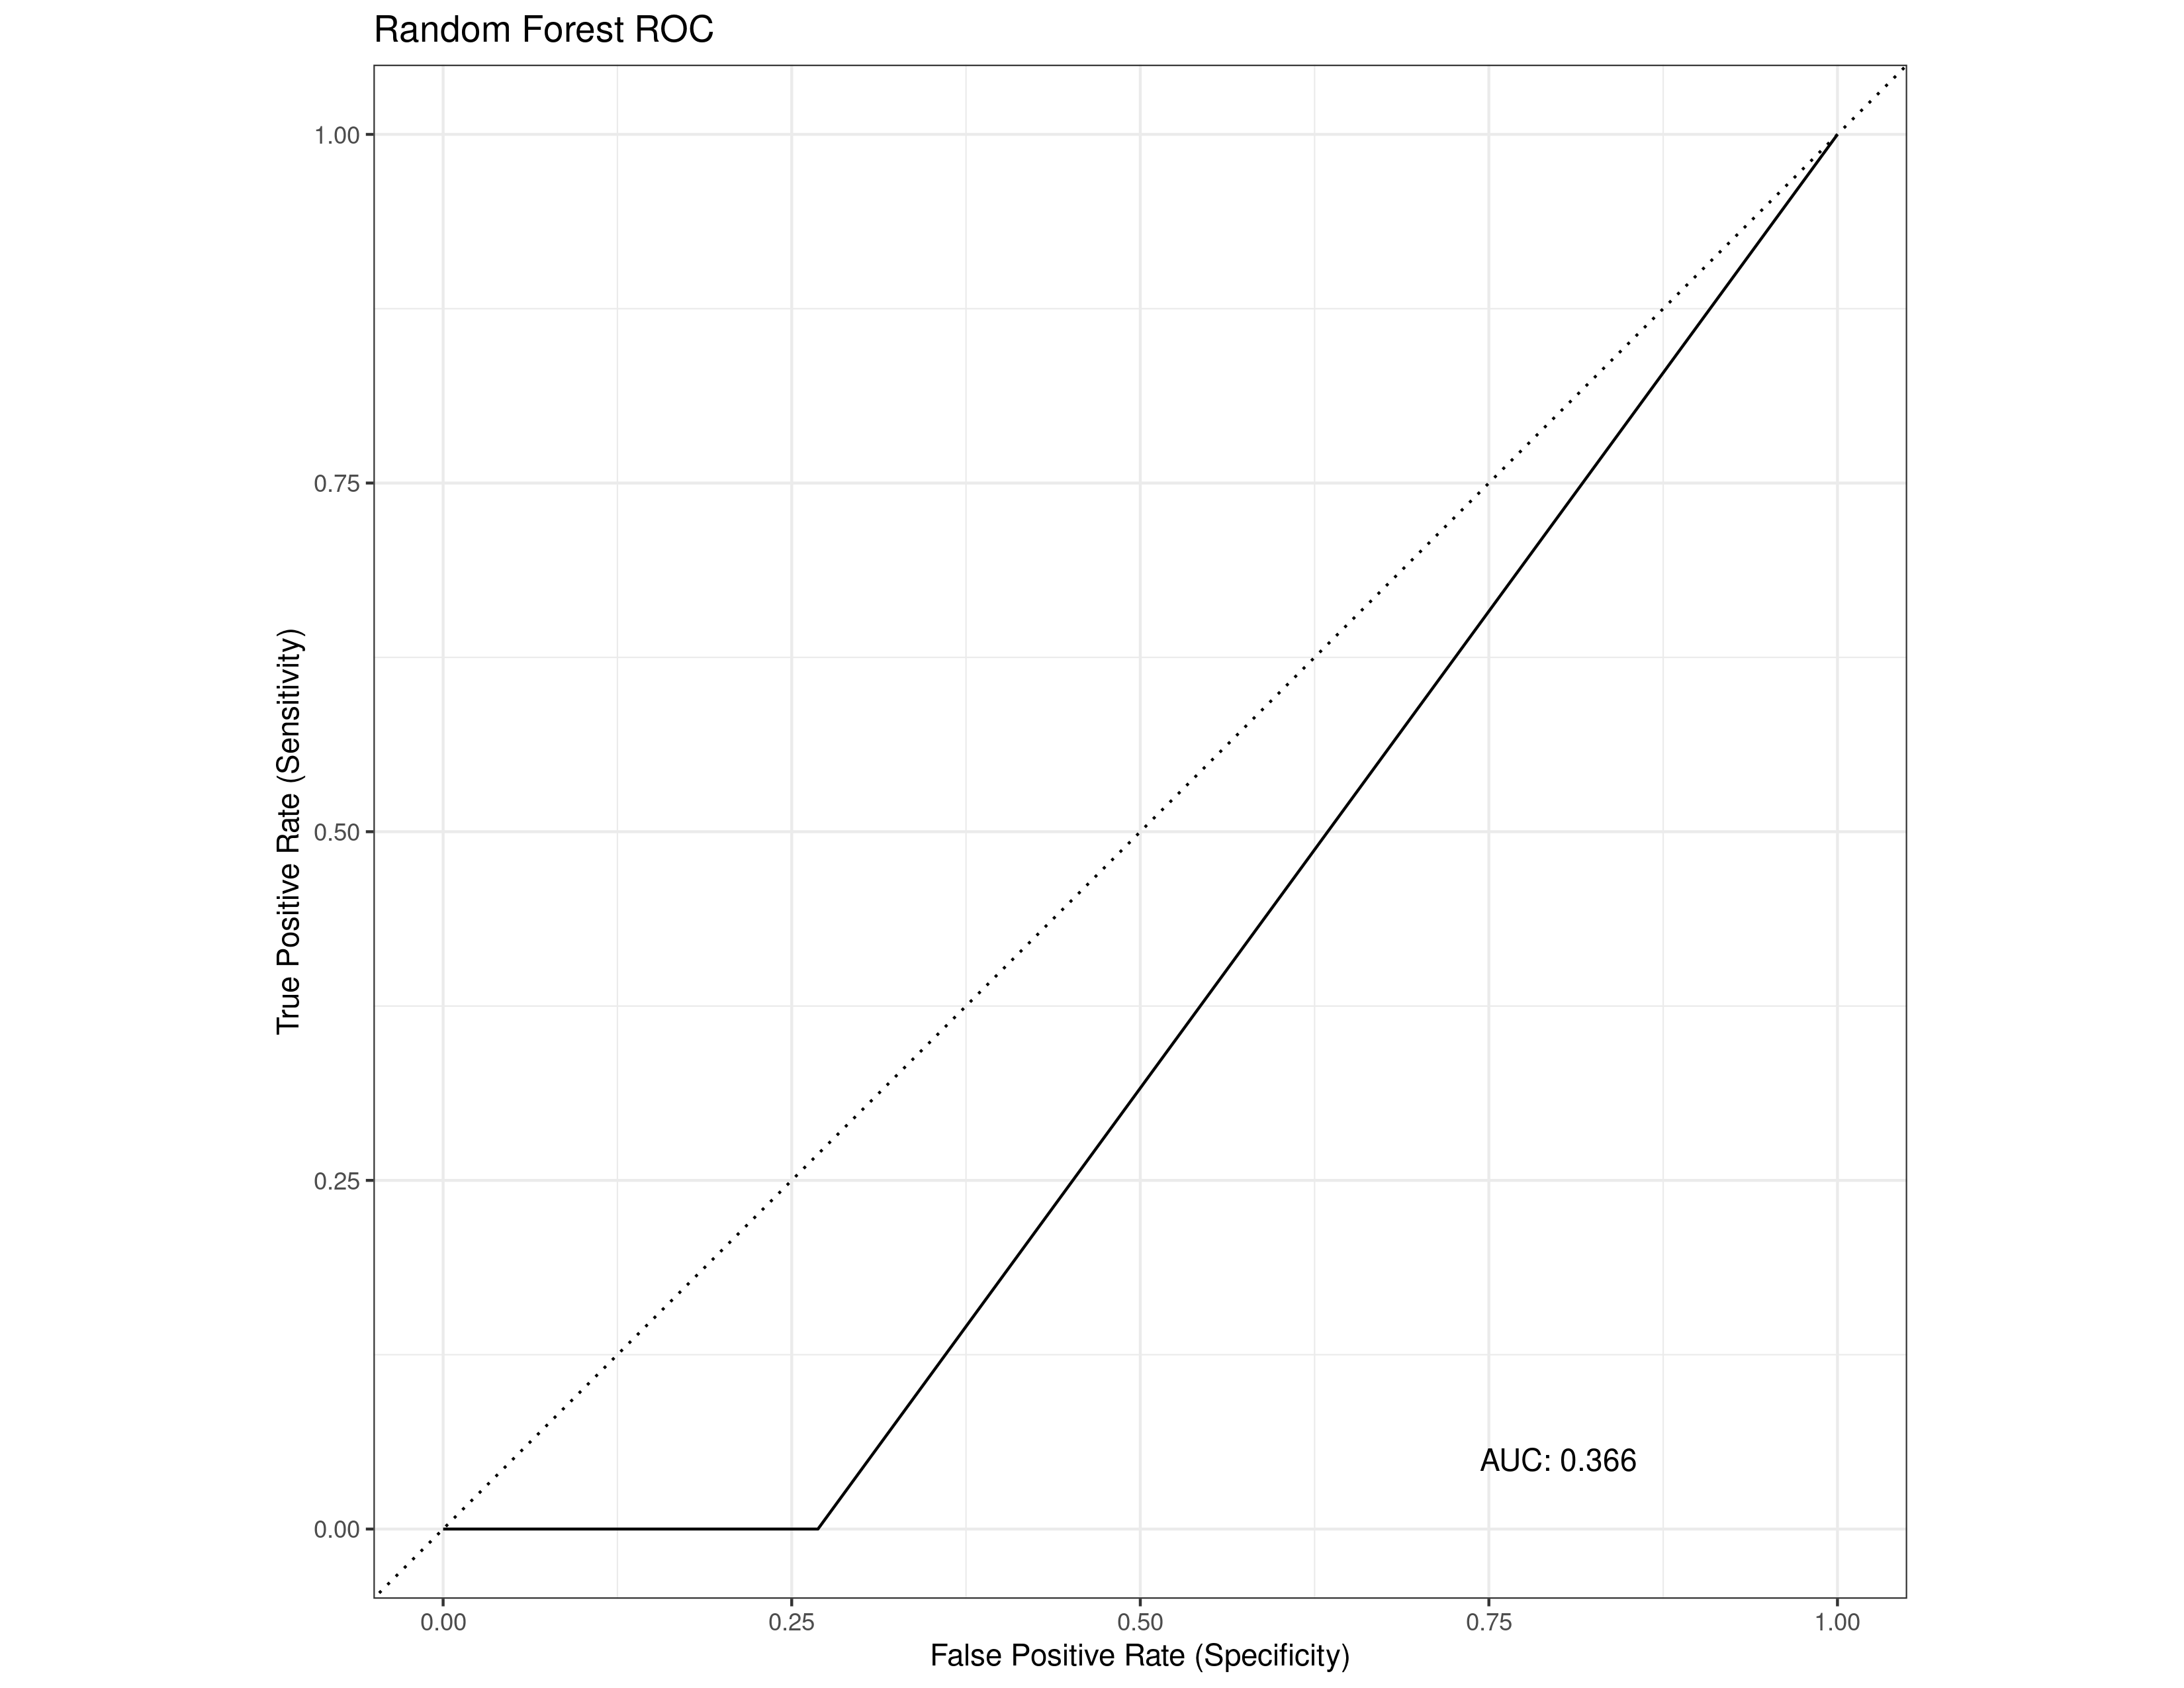 Random Forest ROC
1.00
0.75
0.50
0.25
0.00
True Positive Rate (Sensitivity)
AUC: 0.366
0.00 0.25 0.50 0.75 1.00
False Positive Rate (Specificity)